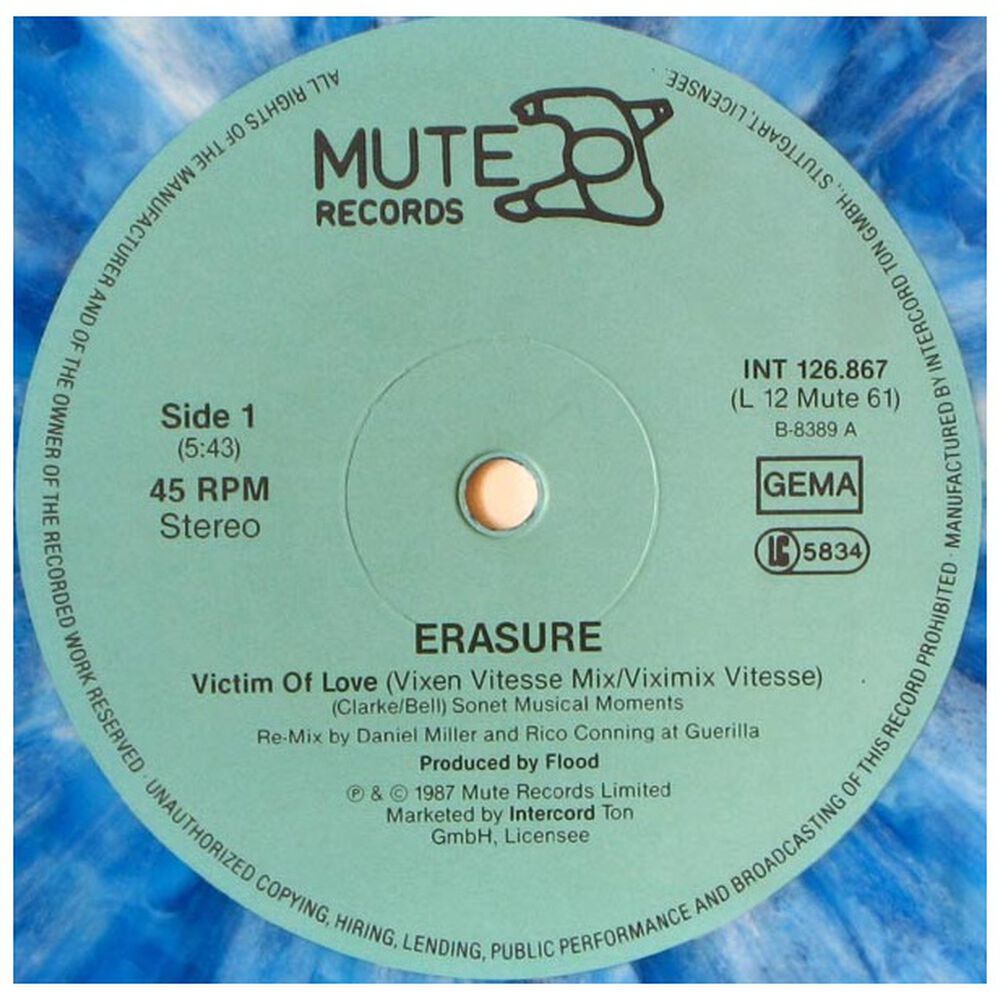 MUTE
RECORDS
Side 1
(5:43)
45 RPM
Stereo
INT 126.867
(L 12 Mute 61)
B-8389 A
GEMA
LC 5834
ERASURE
Victim Of Love (Vixen Vitesse Mix/Viximix Vitesse)
(Clarke/Bell) Sonet Musical Moments
Re-Mix by Daniel Miller and Rico Conning at Guerilla
Produced by Flood
℗ & © 1987 Mute Records Limited
Marketed by Intercord Ton
GmbH, Licensee
ALL RIGHTS OF THE MANUFACTURER AND OF THE OWNER OF THE RECORDED WORK RESERVED · UNAUTHORIZED COPYING, HIRING, LENDING, PUBLIC PERFORMANCE AND BROADCASTING OF THIS RECORD PROHIBITED · MANUFACTURED BY INTERCORD TON GMBH., STUTTGART, LICENSEE.